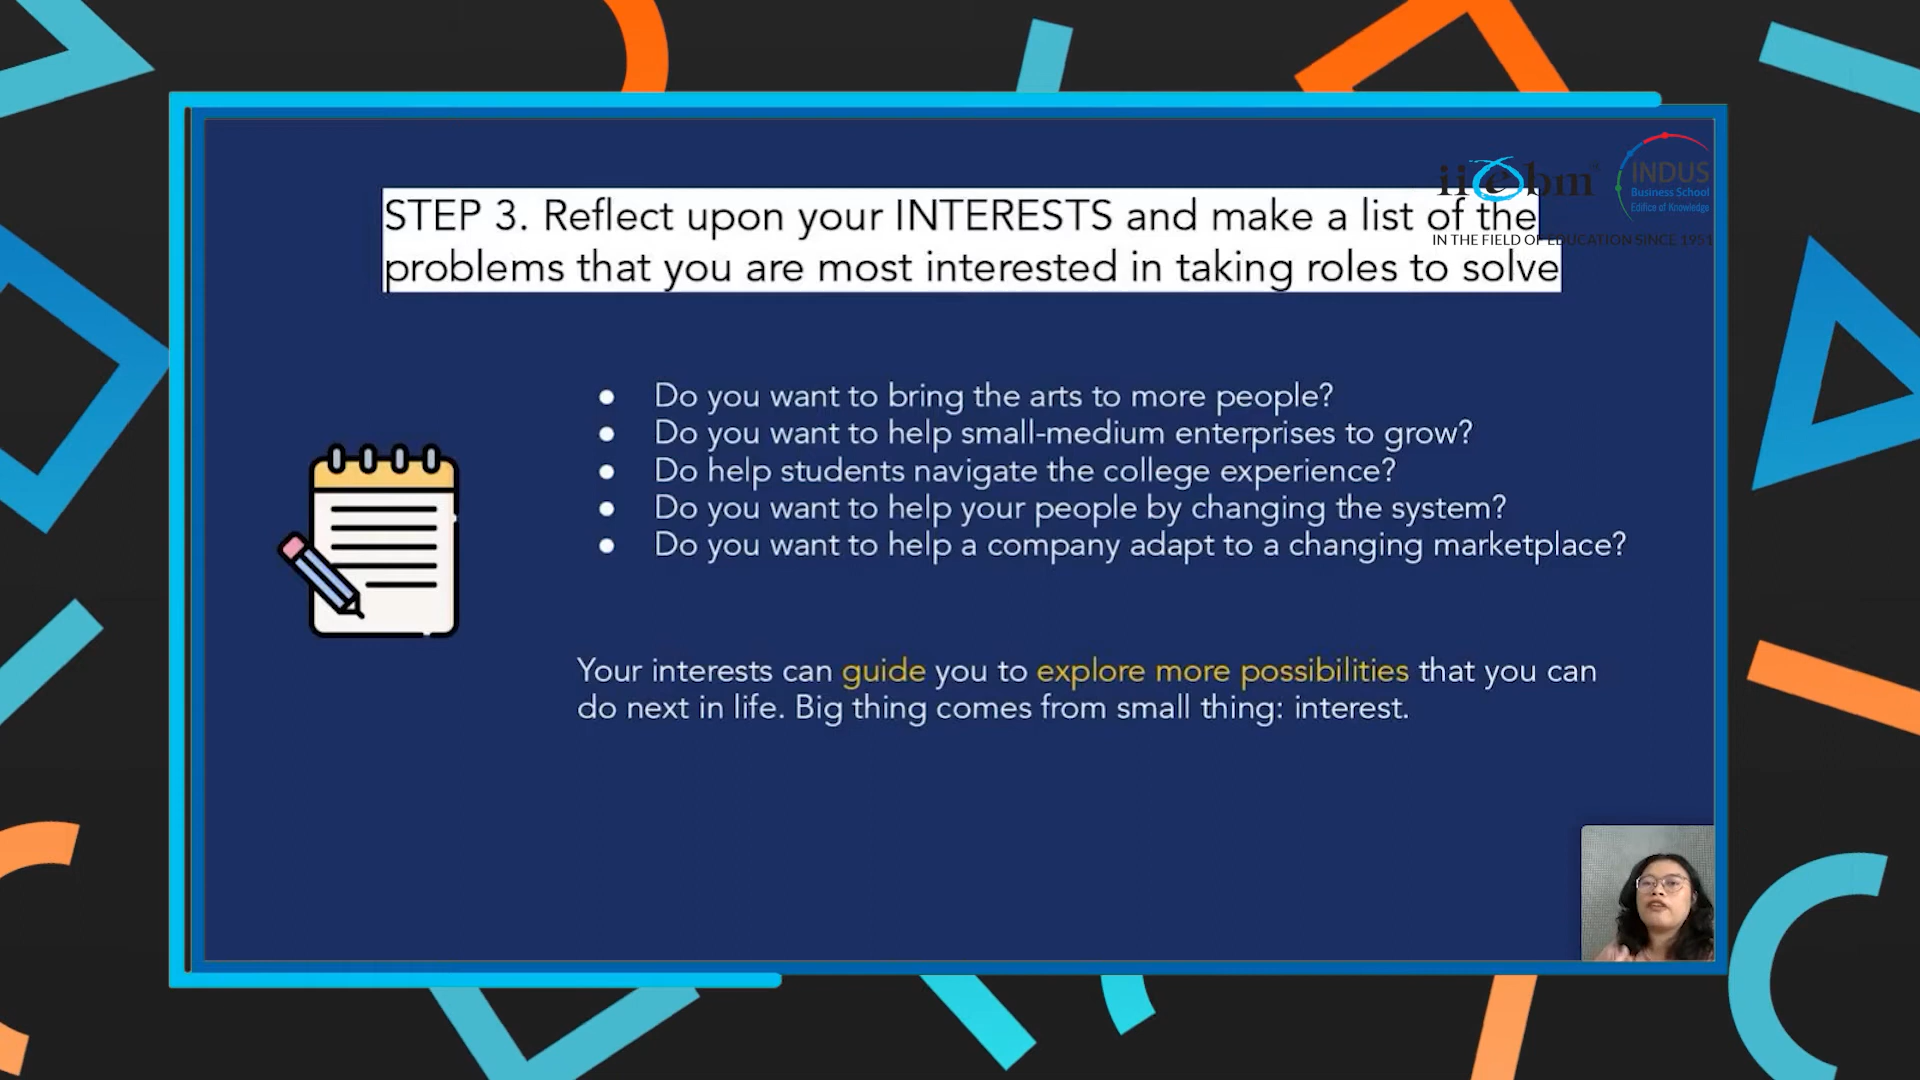 iiebm
INDUS
Business School
Edifice of Knowledge
IN THE FIELD OF EDUCATION SINCE 1951
STEP 3. Reflect upon your INTERESTS and make a list of the
problems that you are most interested in taking roles to solve
● Do you want to bring the arts to more people?
● Do you want to help small-medium enterprises to grow?
● Do help students navigate the college experience?
● Do you want to help your people by changing the system?
● Do you want to help a company adapt to a changing marketplace?
Your interests can guide you to explore more possibilities that you can
do next in life. Big thing comes from small thing: interest.